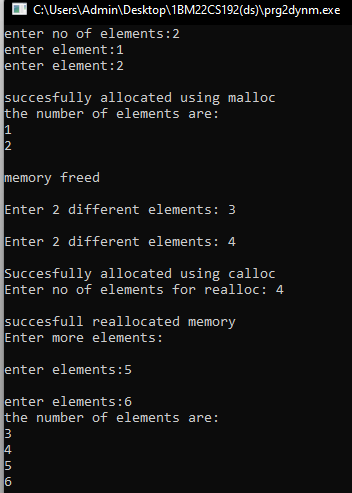 C:\Users\Admin\Desktop\1BM22CS192(ds)\prg2dynm.exe
enter no of elements:2
enter element:1
enter element:2
succesfully allocated using malloc
the number of elements are:
1
2
memory freed
Enter 2 different elements: 3
Enter 2 different elements: 4
Succesfully allocated using calloc
Enter no of elements for realloc: 4
succesfull reallocated memory
Enter more elements:
enter elements:5
enter elements:6
the number of elements are:
3
4
5
6